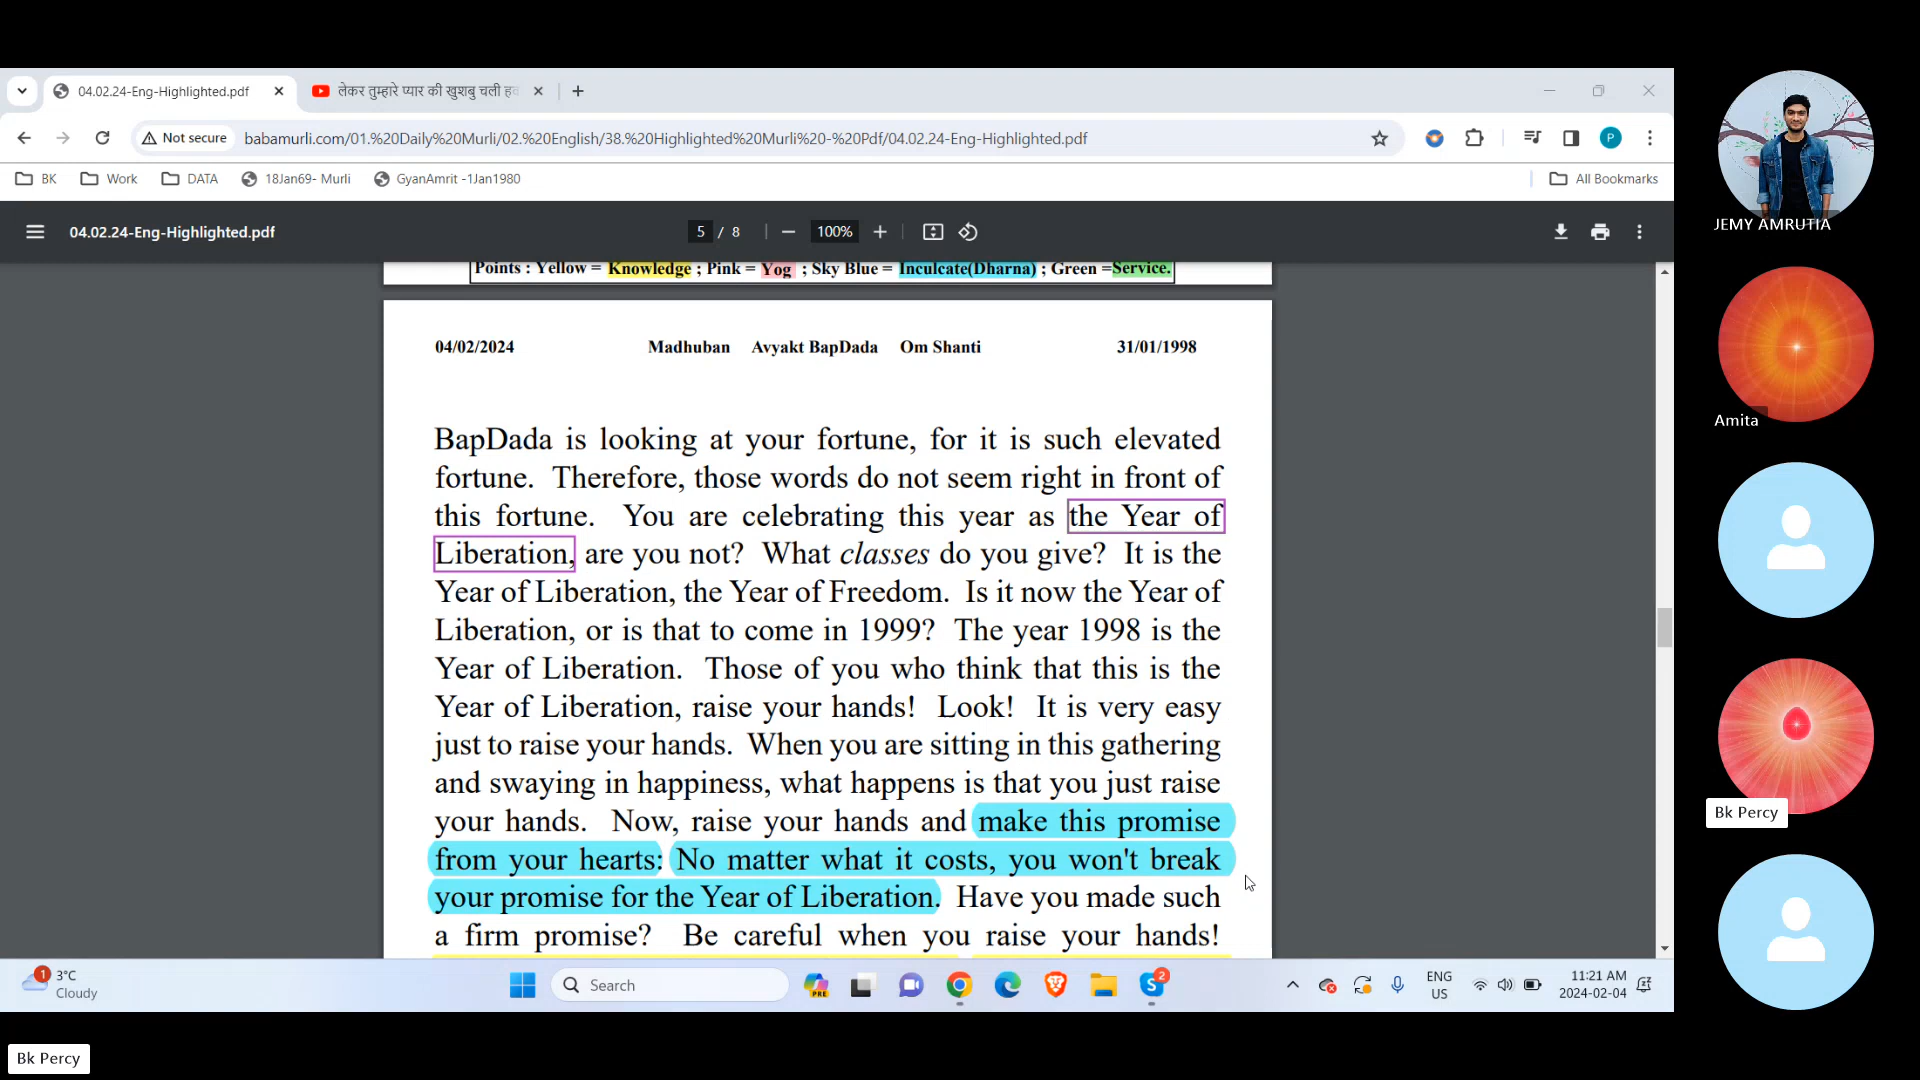 04.02.24-Eng-Highlighted.pdf
लेकर तुम्हारे प्यार की खुशबु चली
Not secure
babamurli.com/01.%20Daily%20Murli/02.%20English/38.%20Highlighted%20Murli%20-%20Pdf/04.02.24-Eng-Highlighted.pdf
P
BK
Work
DATA
18Jan69- Murli
GyanAmrit -1Jan1980
All Bookmarks
04.02.24-Eng-Highlighted.pdf
5 / 8
100%
Points : Yellow = Knowledge ; Pink = Yog ; Sky Blue = Inculcate(Dharna) ; Green =Service.
04/02/2024 Madhuban Avyakt BapDada Om Shanti 31/01/1998
BapDada is looking at your fortune, for it is such elevated
fortune. Therefore, those words do not seem right in front of
this fortune. You are celebrating this year as the Year of
Liberation, are you not? What classes do you give? It is the
Year of Liberation, the Year of Freedom. Is it now the Year of
Liberation, or is that to come in 1999? The year 1998 is the
Year of Liberation. Those of you who think that this is the
Year of Liberation, raise your hands! Look! It is very easy
just to raise your hands. When you are sitting in this gathering
and swaying in happiness, what happens is that you just raise
your hands. Now, raise your hands and make this promise
from your hearts: No matter what it costs, you won't break
your promise for the Year of Liberation. Have you made such
a firm promise? Be careful when you raise your hands!
1
3°C
Cloudy
Search
PRE
2
ENG
US
11:21 AM
2024-02-04
JEMY AMRUTIA
Amita
Bk Percy
Bk Percy